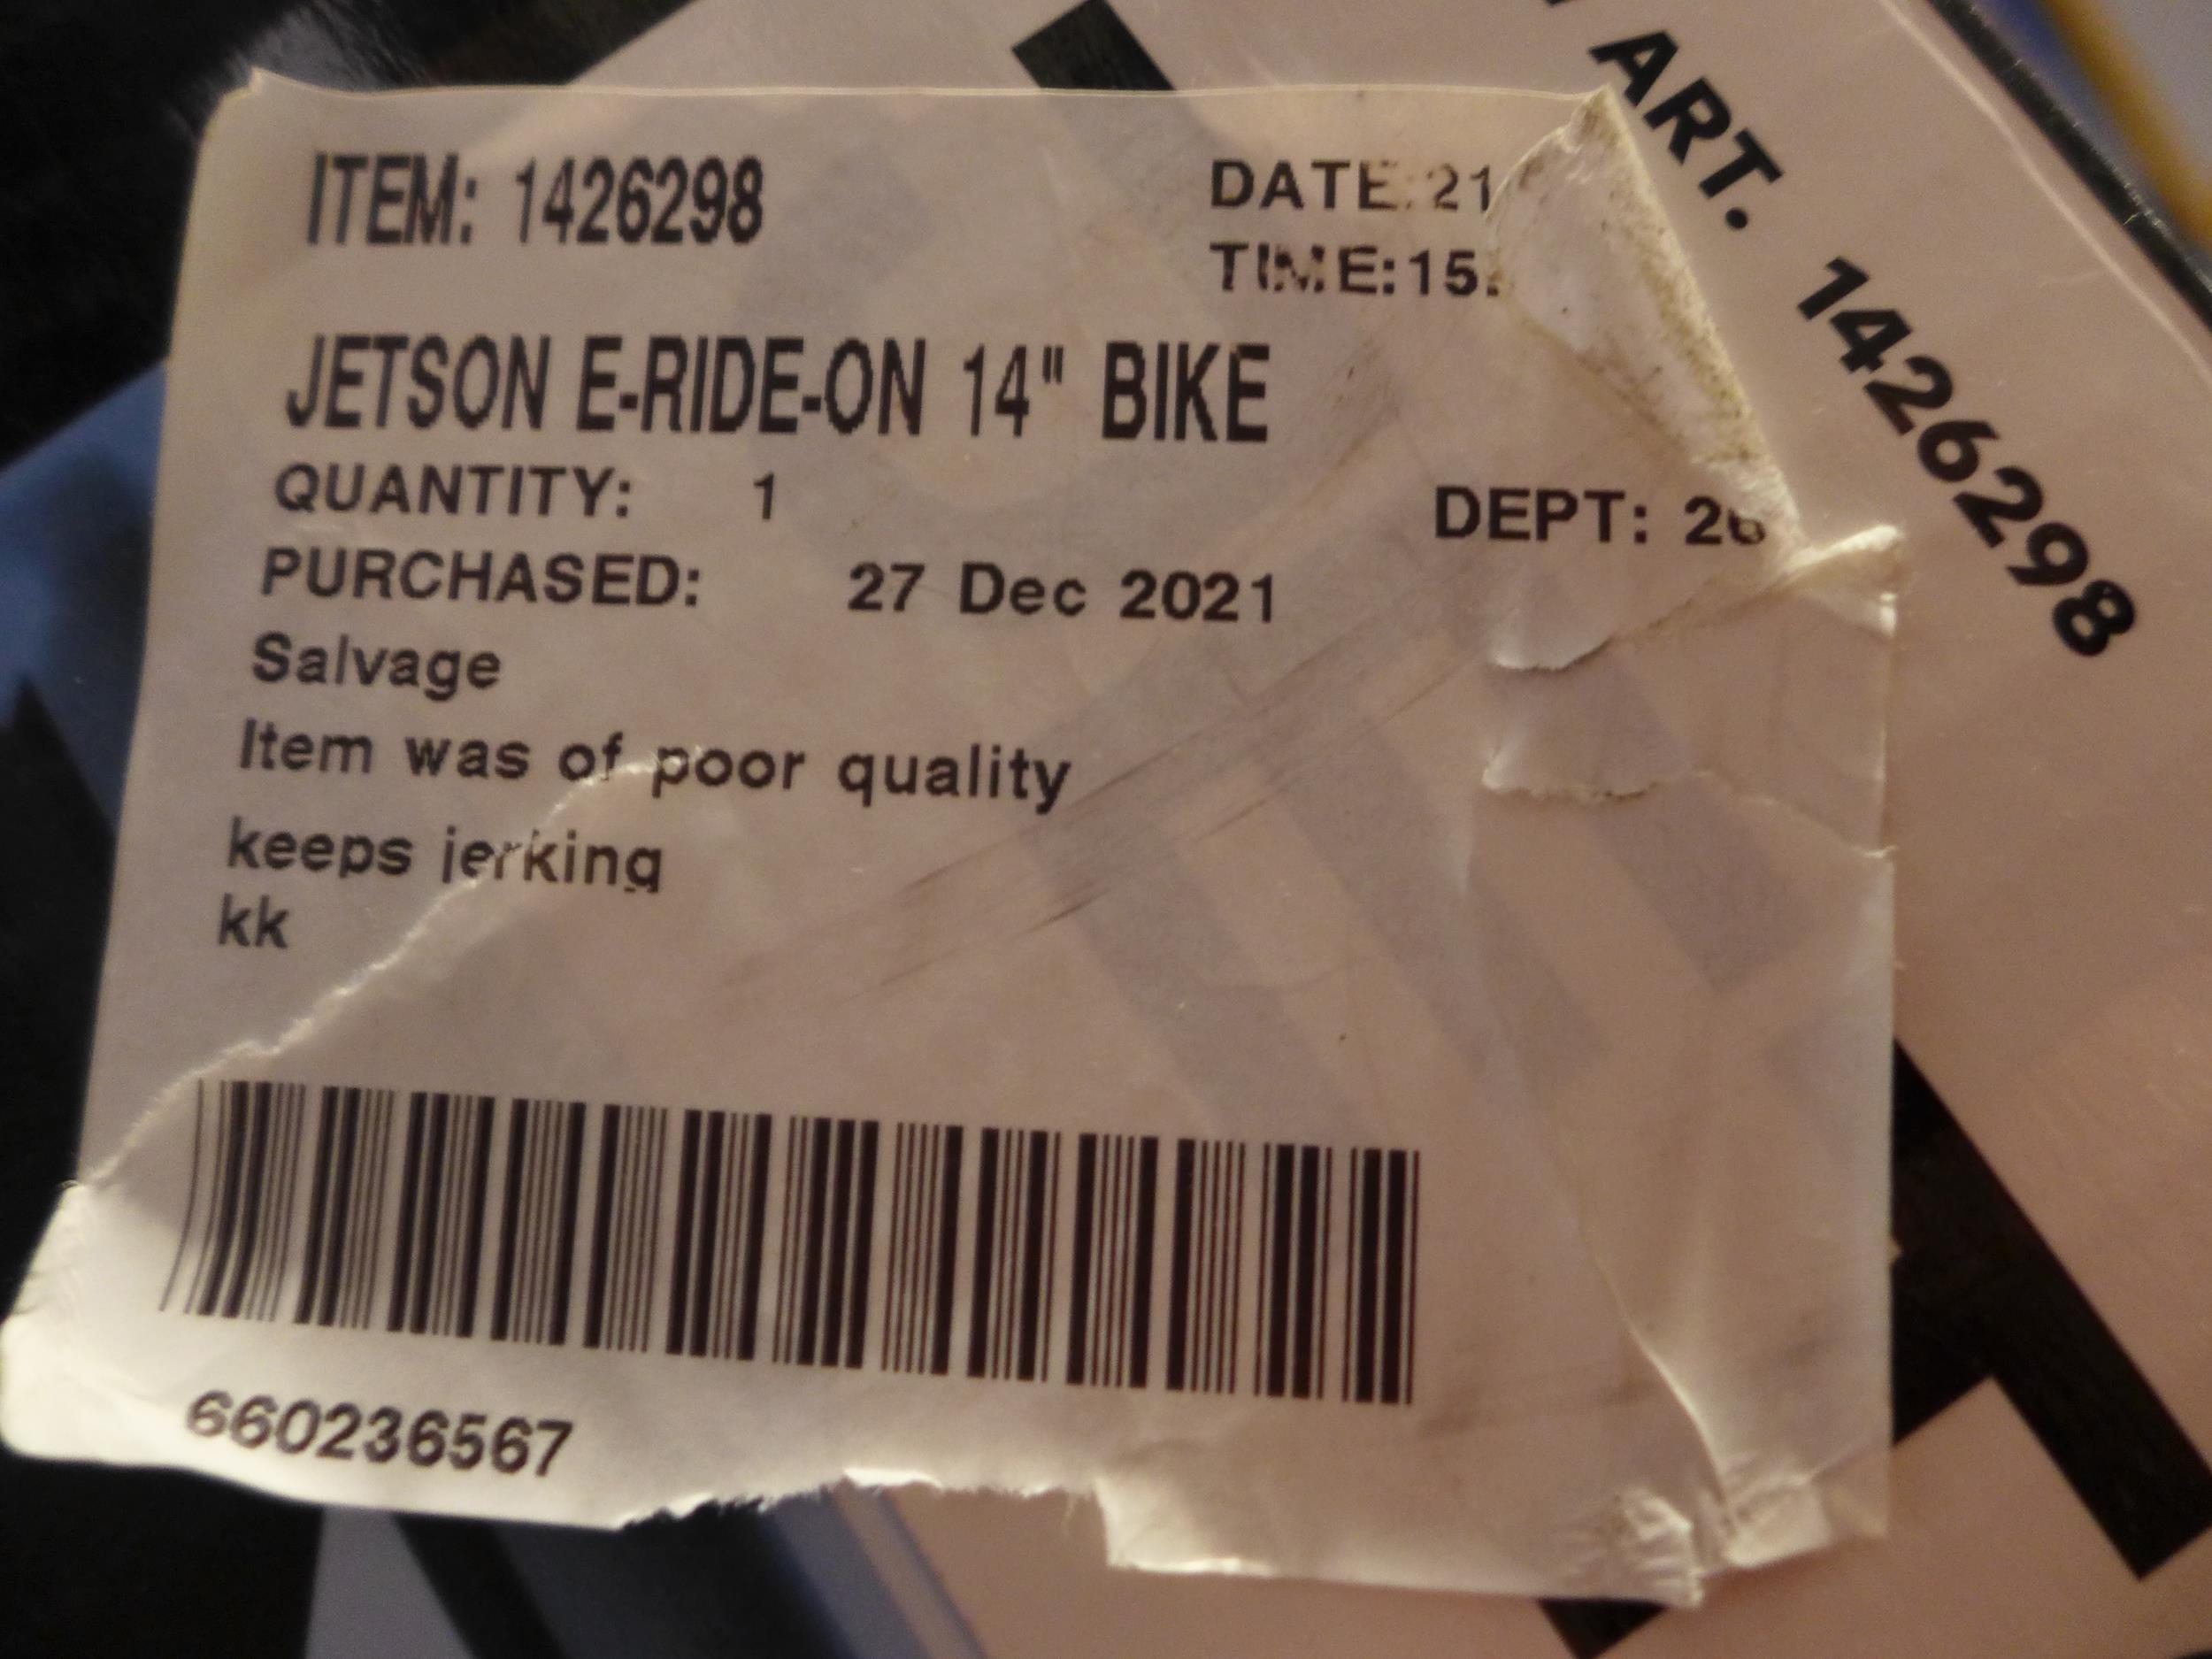 ITEM: 1426298
DATE:21
TIME:15:
JETSON E-RIDE-ON 14" BIKE
QUANTITY: 1
DEPT: 26
PURCHASED: 27 Dec 2021
Salvage
Item was of poor quality
keeps jerking
kk
660236567
ART. 1426298